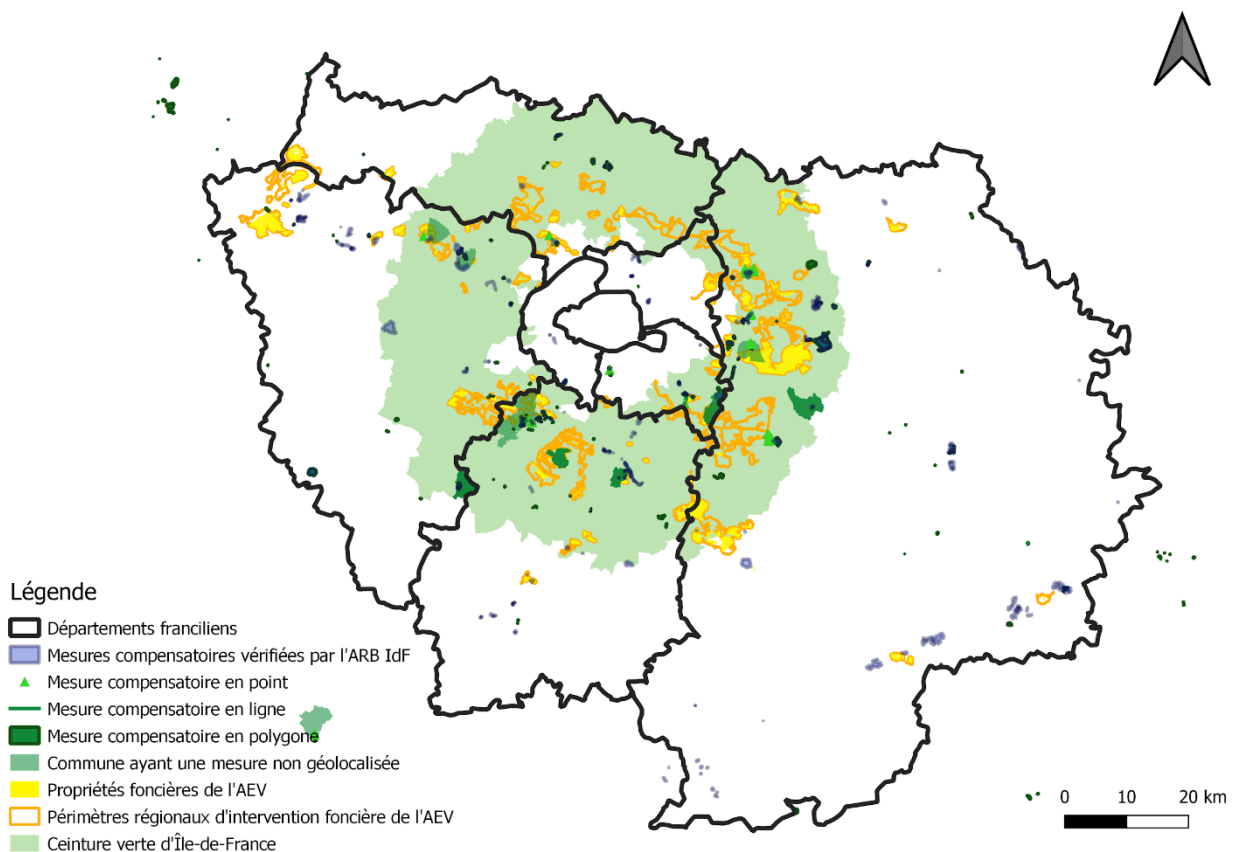 Légende
Départements franciliens
Mesures compensatoires vérifiées par l'ARB IdF
Mesure compensatoire en point
Mesure compensatoire en ligne
Mesure compensatoire en polygone
Commune ayant une mesure non géolocalisée
Propriétés foncières de l'AEV
Périmètres régionaux d'intervention foncière de l'AEV
Ceinture verte d'Île-de-France
0 10 20 km